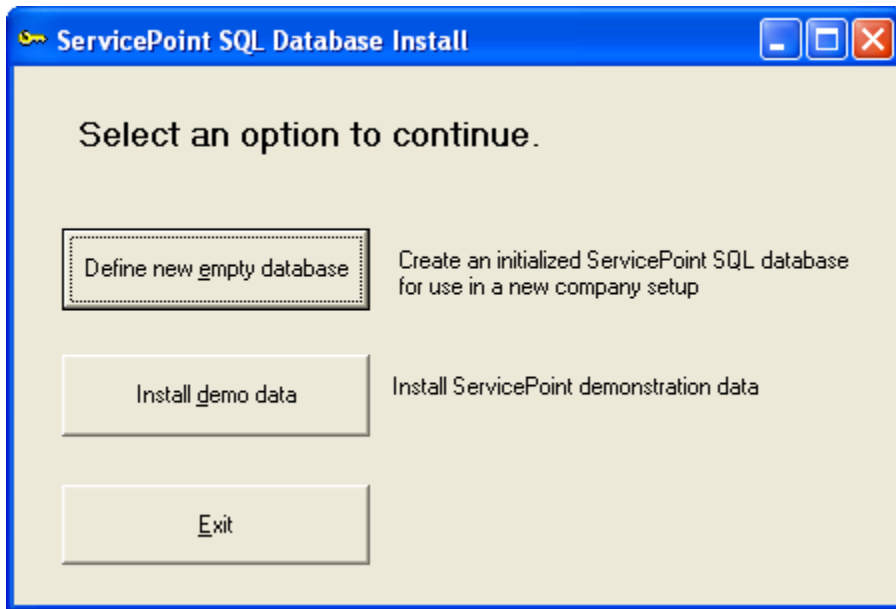 ServicePoint SQL Database Install
Select an option to continue.
Define new empty database
Create an initialized ServicePoint SQL database
for use in a new company setup
Install demo data
Install ServicePoint demonstration data
Exit